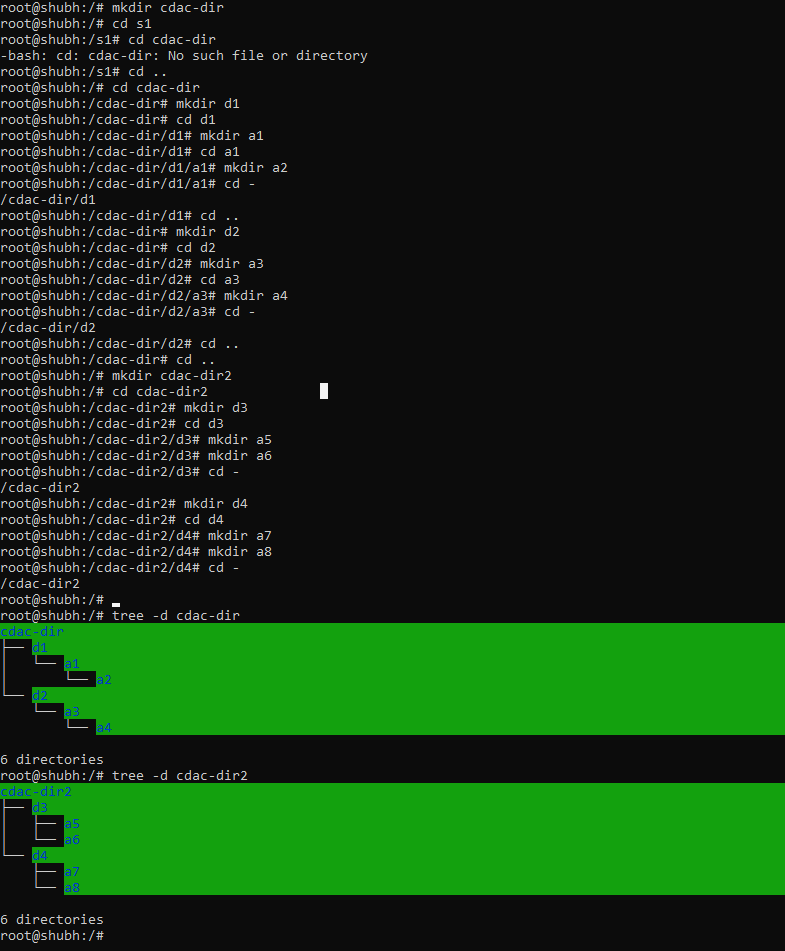 root@shubh:/# mkdir cdac-dir
root@shubh:/# cd s1
root@shubh:/s1# cd cdac-dir
-bash: cd: cdac-dir: No such file or directory
root@shubh:/s1# cd ..
root@shubh:/# cd cdac-dir
root@shubh:/cdac-dir# mkdir d1
root@shubh:/cdac-dir# cd d1
root@shubh:/cdac-dir/d1# mkdir a1
root@shubh:/cdac-dir/d1# cd a1
root@shubh:/cdac-dir/d1/a1# mkdir a2
root@shubh:/cdac-dir/d1/a1# cd -
/cdac-dir/d1
root@shubh:/cdac-dir/d1# cd ..
root@shubh:/cdac-dir# mkdir d2
root@shubh:/cdac-dir# cd d2
root@shubh:/cdac-dir/d2# mkdir a3
root@shubh:/cdac-dir/d2# cd a3
root@shubh:/cdac-dir/d2/a3# mkdir a4
root@shubh:/cdac-dir/d2/a3# cd -
/cdac-dir/d2
root@shubh:/cdac-dir/d2# cd ..
root@shubh:/cdac-dir# cd ..
root@shubh:/# mkdir cdac-dir2
root@shubh:/# cd cdac-dir2
root@shubh:/cdac-dir2# mkdir d3
root@shubh:/cdac-dir2# cd d3
root@shubh:/cdac-dir2/d3# mkdir a5
root@shubh:/cdac-dir2/d3# mkdir a6
root@shubh:/cdac-dir2/d3# cd -
/cdac-dir2
root@shubh:/cdac-dir2# mkdir d4
root@shubh:/cdac-dir2# cd d4
root@shubh:/cdac-dir2/d4# mkdir a7
root@shubh:/cdac-dir2/d4# mkdir a8
root@shubh:/cdac-dir2/d4# cd -
/cdac-dir2
root@shubh:/#
root@shubh:/# tree -d cdac-dir
cdac-dir
├── d1
│   └── a1
│       └── a2
└── d2
    └── a3
        └── a4

6 directories
root@shubh:/# tree -d cdac-dir2
cdac-dir2
├── d3
│   ├── a5
│   └── a6
└── d4
    ├── a7
    └── a8

6 directories
root@shubh:/#